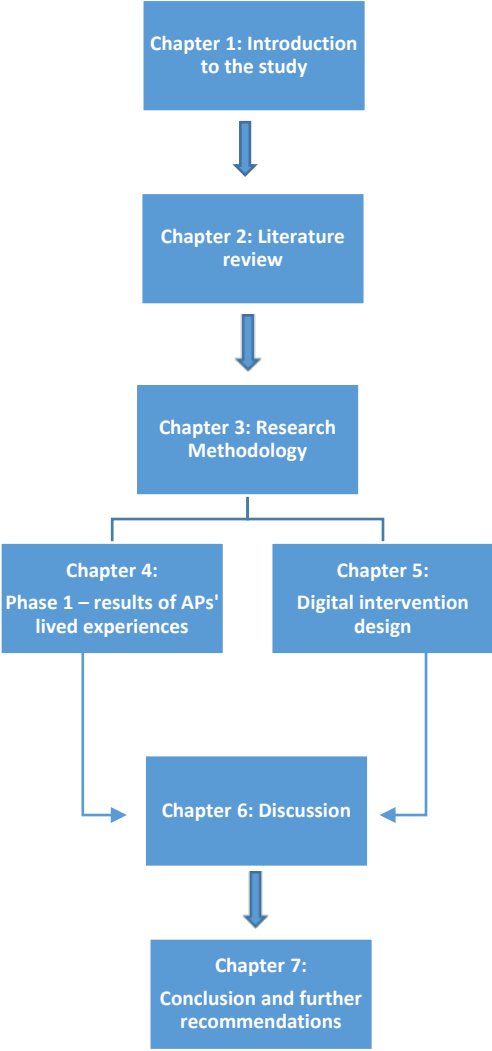 Chapter 1: Introduction
to the study
Chapter 2: Literature
review
Chapter 3: Research
Methodology
Chapter 4:
Phase 1 – results of APs'
lived experiences
Chapter 5:
Digital intervention
design
Chapter 6: Discussion
Chapter 7:
Conclusion and further
recommendations